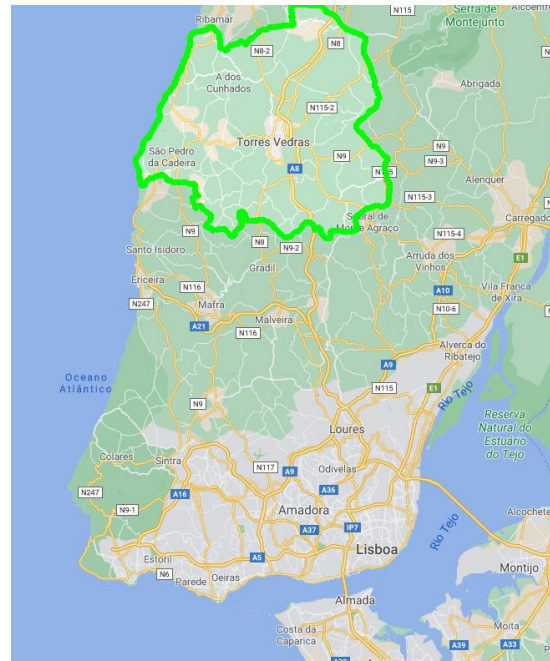 Ribamar
N115
Serra de
Montejunto
Alcoentre
N8-2
N8
A dos
Cunhados
Abrigada
N115-2
Torres Vedras
São Pedro
da Cadeira
N9
N9
N9-3
A8
Alenquer
N115-3
Sobral de
Monte Agraço
Carregado
N9
N8
N9-2
N115-4
Santo Isidoro
Gradil
Arruda dos
Vinhos
E1
Ericeira
N116
A10
Vila Franca
de Xira
N247
Mafra
Malveira
N10-6
A21
N116
Alverca do
Ribatejo
A9
Oceano
Atlântico
N115
E1
Rio Tejo
N9
Reserva
Natural do
Estuário
do Tejo
Loures
Colares
Sintra
N117
A9
Odivelas
N247
A16
A36
N9-1
Amadora
Alcochete
A37
IP7
Rio Tejo
Estoril
A5
Lisboa
N6
Parede
Oeiras
Montijo
Almada
Costa da
Caparica
Moita
A39
A33